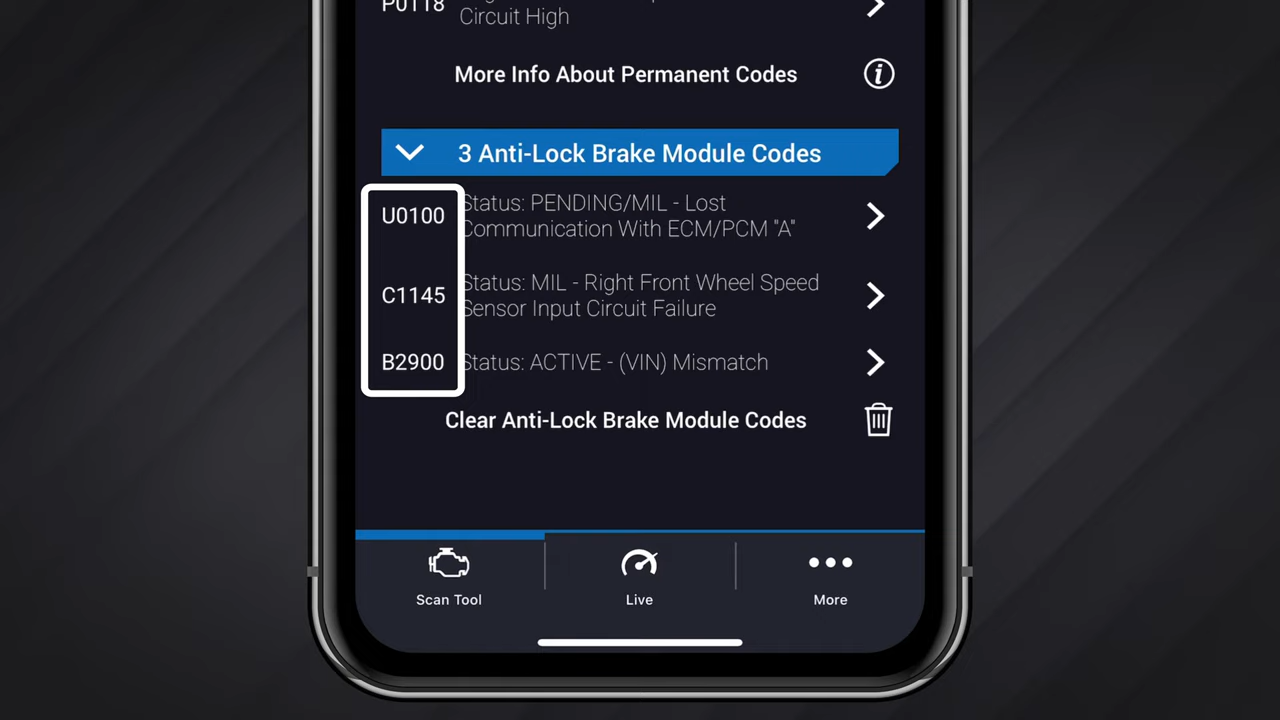 P0118
Circuit High
More Info About Permanent Codes
3 Anti-Lock Brake Module Codes
U0100
Status: PENDING/MIL - Lost
Communication With ECM/PCM "A"
C1145
Status: MIL - Right Front Wheel Speed
Sensor Input Circuit Failure
B2900
Status: ACTIVE - (VIN) Mismatch
Clear Anti-Lock Brake Module Codes
Scan Tool
Live
More